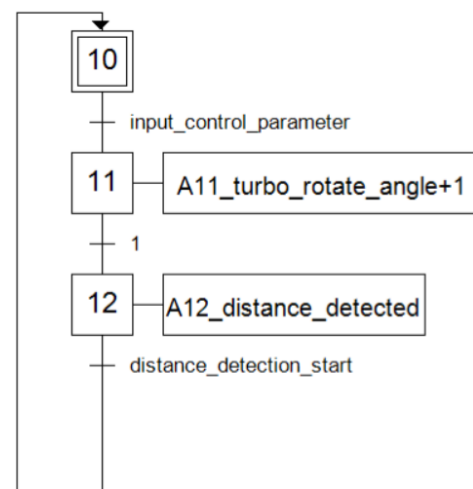 10
input_control_parameter
11
A11_turbo_rotate_angle+1
1
12
A12_distance_detected
distance_detection_start